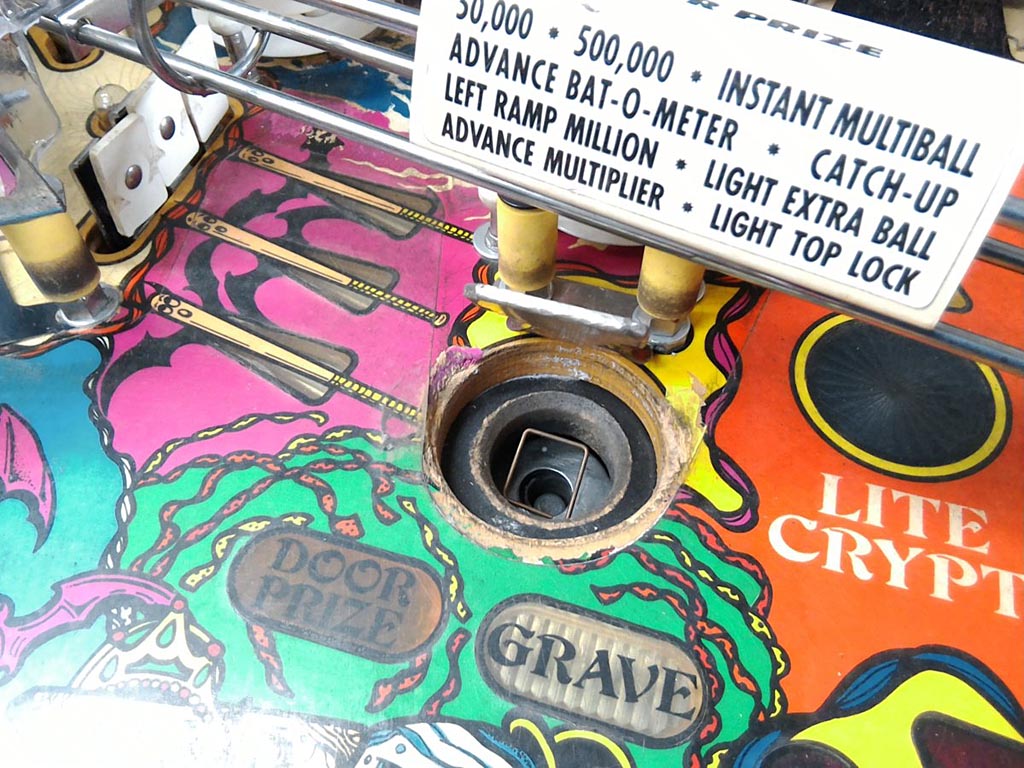 R PRIZE
50,000 * 500,000 * INSTANT MULTIBALL
ADVANCE BAT-O-METER * CATCH-UP
LEFT RAMP MILLION * LIGHT EXTRA BALL
ADVANCE MULTIPLIER * LIGHT TOP LOCK
LITE
CRYPT
DOOR
PRIZE
GRAVE